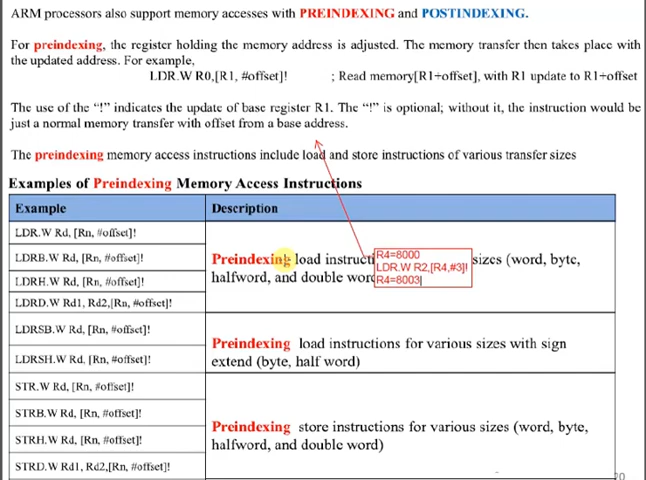 ARM processors also support memory accesses with PREINDEXING and POSTINDEXING.
For preindexing, the register holding the memory address is adjusted. The memory transfer then takes place with
the updated address. For example,
LDR.W R0,[R1, #offset]! ; Read memory[R1+offset], with R1 update to R1+offset
The use of the “!” indicates the update of base register R1. The “!” is optional; without it, the instruction would be
just a normal memory transfer with offset from a base address.
The preindexing memory access instructions include load and store instructions of various transfer sizes
Examples of Preindexing Memory Access Instructions
Example Description
LDR.W Rd, [Rn, #offset]!
LDRB.W Rd, [Rn, #offset]!
LDRH.W Rd, [Rn, #offset]!
LDRD.W Rd1, Rd2,[Rn, #offset]!
Preindexing load instructi sizes (word, byte,
halfword, and double wor
R4=8000
LDR.W R2,[R4,#3]!
R4=8003
LDRSB.W Rd, [Rn, #offset]!
LDRSH.W Rd, [Rn, #offset]!
Preindexing load instructions for various sizes with sign
extend (byte, half word)
STR.W Rd, [Rn, #offset]!
STRB.W Rd, [Rn, #offset]!
STRH.W Rd, [Rn, #offset]!
STRD.W Rd1, Rd2,[Rn, #offset]!
Preindexing store instructions for various sizes (word, byte,
halfword, and double word)